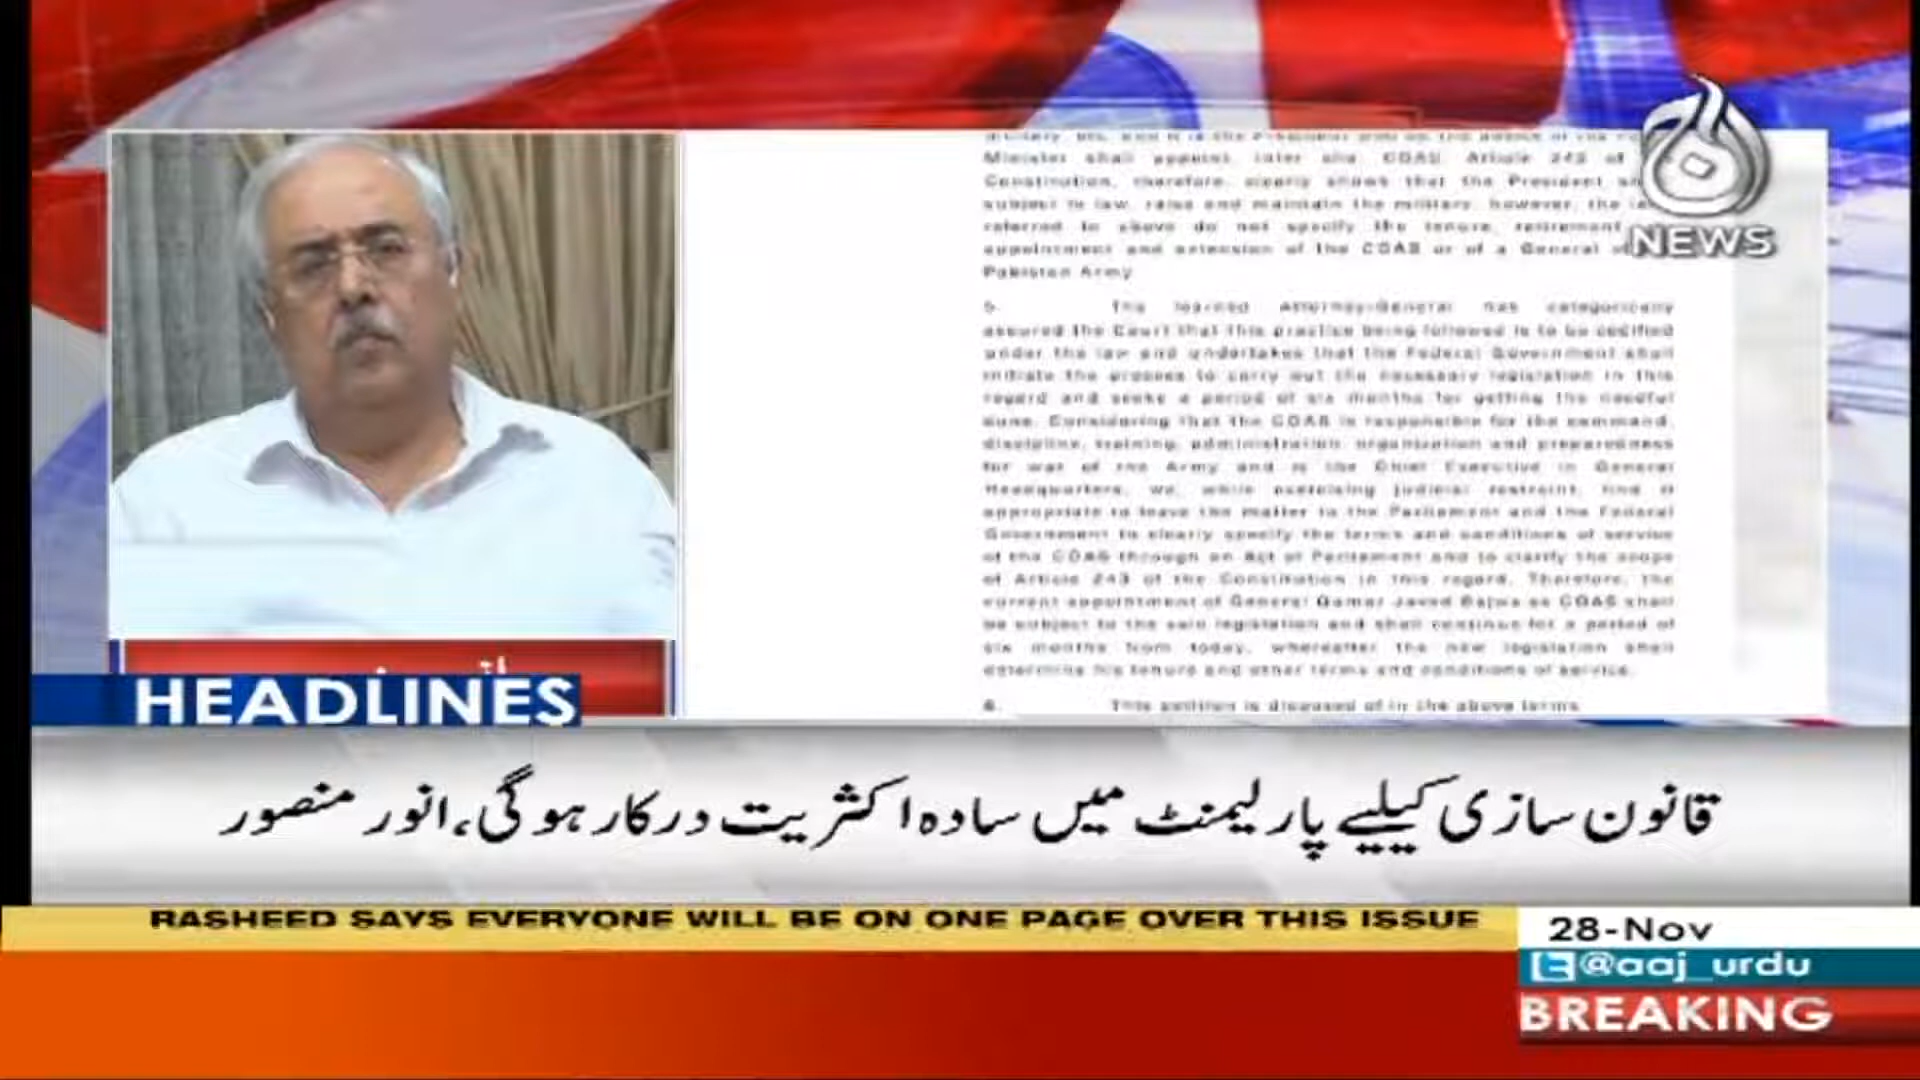 Minister shall appoint, inter alia, COAS. Article 243 of
Constitution, therefore, clearly shows that the President
subject to law, raise and maintain the military, however, the
referred to above do not specify the tenure, retirement
appointment and extension of the COAS or of a General
Pakistan Army
NEWS
5. The learned Attorney-General has categorically
assured the Court that this practice being followed is to be codified
under the law and undertakes that the Federal Government shall
initiate the process to carry out the necessary legislation in this
regard and seeks a period of six months for getting the needful
done. Considering that the COAS is responsible for the command,
discipline, training, administration, organization and preparedness
for war of the Army and is the Chief Executive in General
Headquarters, we, while exercising judicial restraint, find it
appropriate to leave the matter to the Parliament and the Federal
Government to clearly specify the terms and conditions of service
of the COAS through an Act of Parliament and to clarify the scope
of Article 243 of the Constitution in this regard. Therefore, the
current appointment of General Qamar Javed Bajwa as COAS shall
be subject to the said legislation and shall continue for a period of
six months from today, whereafter the new legislation shall
determine his tenure and other terms and conditions of service.
6. This petition is disposed of in the above terms
HEADLINES
قانون سازی کیلیے پارلیمنٹ میں سادہ اکثریت درکار ہوگی، انور منصور
RASHEED SAYS EVERYONE WILL BE ON ONE PAGE OVER THIS ISSUE
28-Nov
@aaj_urdu
BREAKING